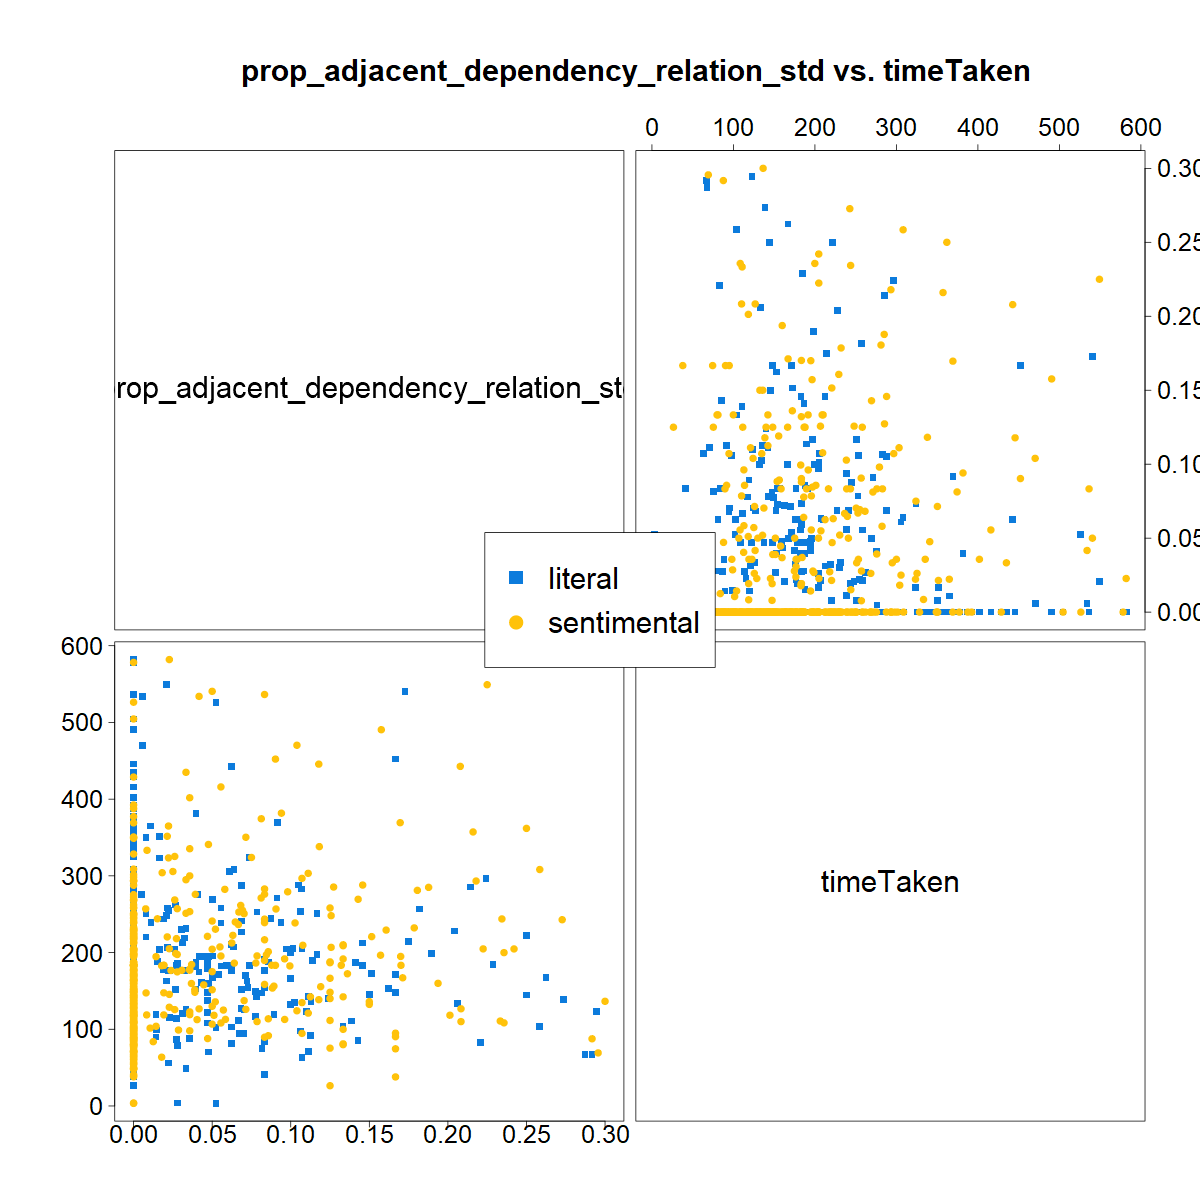 prop_adjacent_dependency_relation_std vs. timeTaken
0 100 200 300 400 500 600
0.30
0.25
0.20
0.15
0.10
0.05
0.00
rop_adjacent_dependency_relation_st
literal
sentimental
600
500
400
300
200
100
0
timeTaken
0.00 0.05 0.10 0.15 0.20 0.25 0.30